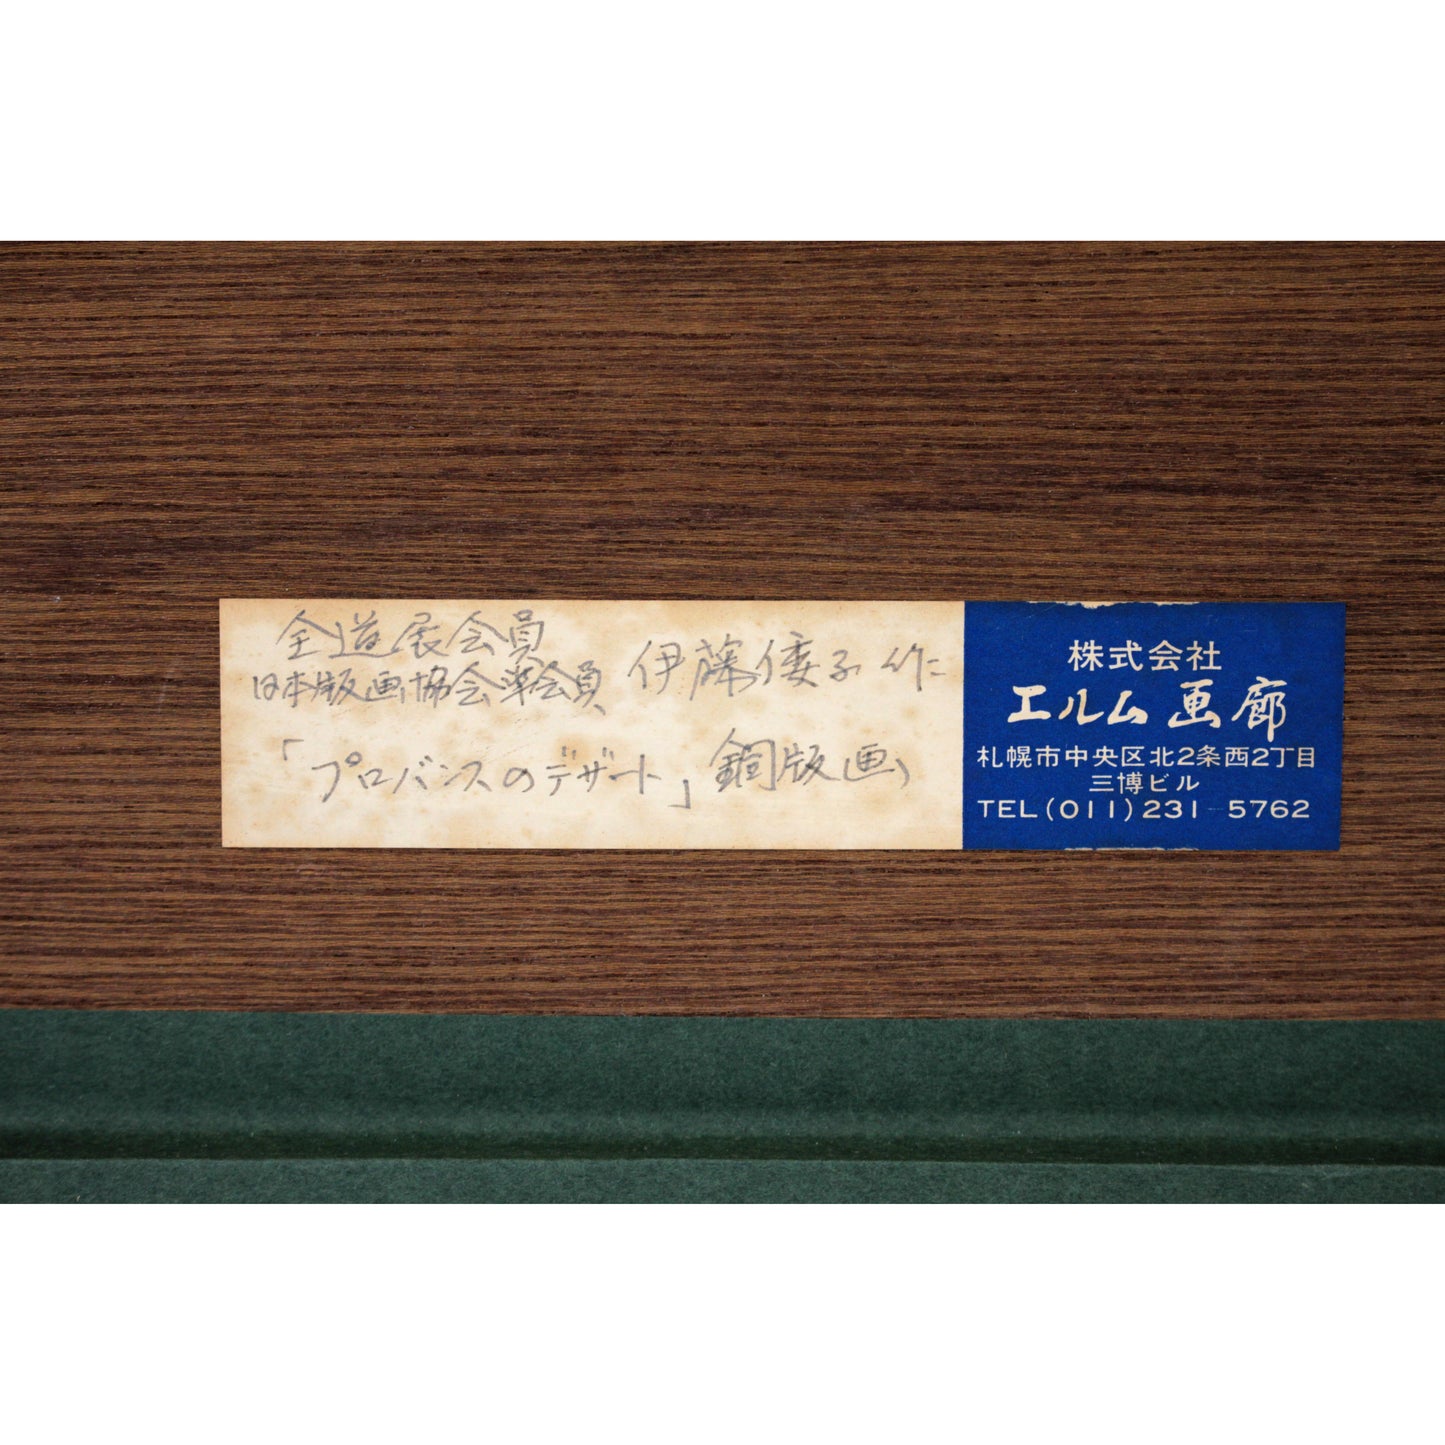 全道展会員
日本版画協会準会員 伊藤倭子 作
「プロバンスのデザート」 銅版画
株式会社
エルム画廊
札幌市中央区北2条西2丁目
三博ビル
TEL(011)231-5762